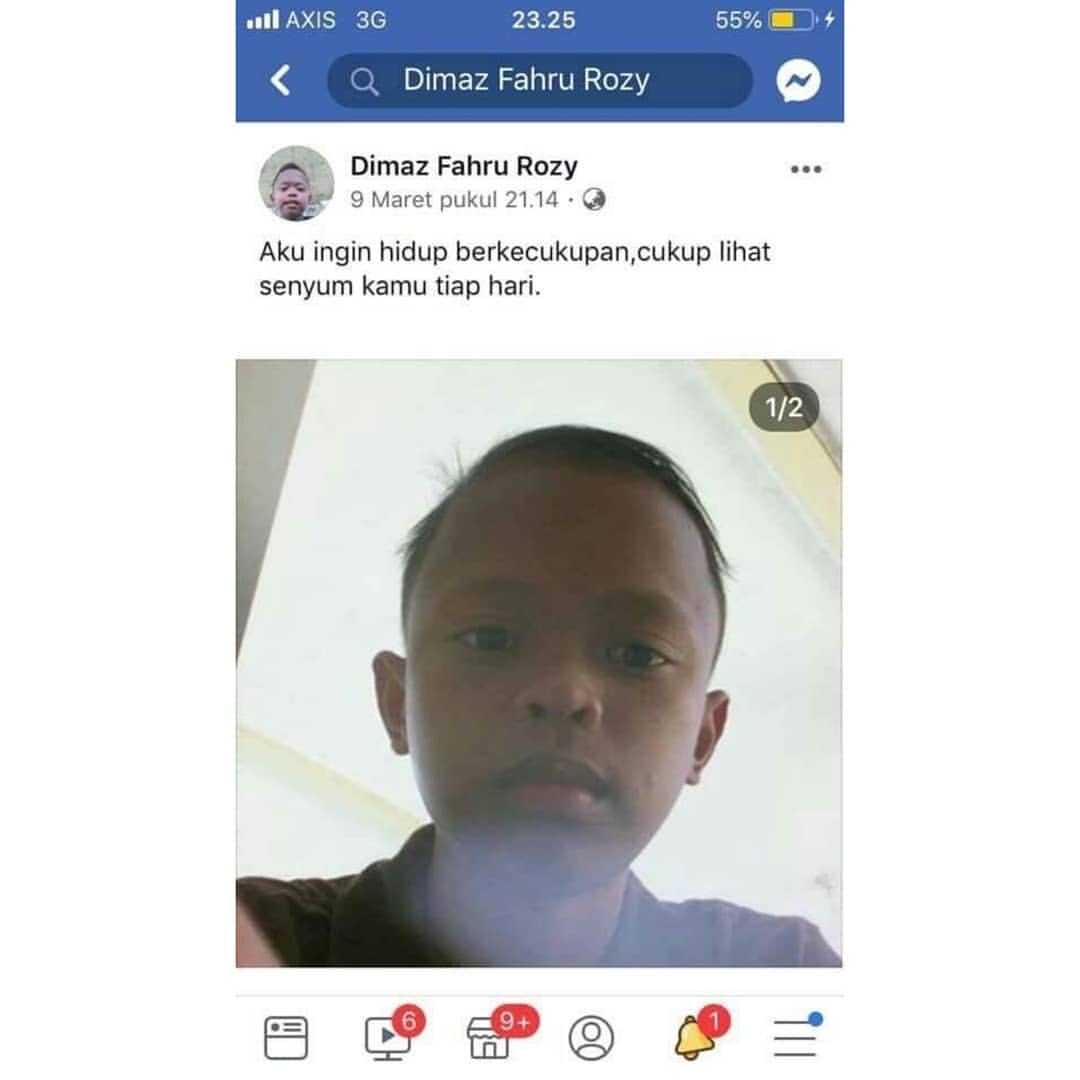 AXIS 3G 23.25 55%
Dimaz Fahru Rozy
Dimaz Fahru Rozy
9 Maret pukul 21.14 ·
Aku ingin hidup berkecukupan,cukup lihat
senyum kamu tiap hari.
1/2
6 9+ 1